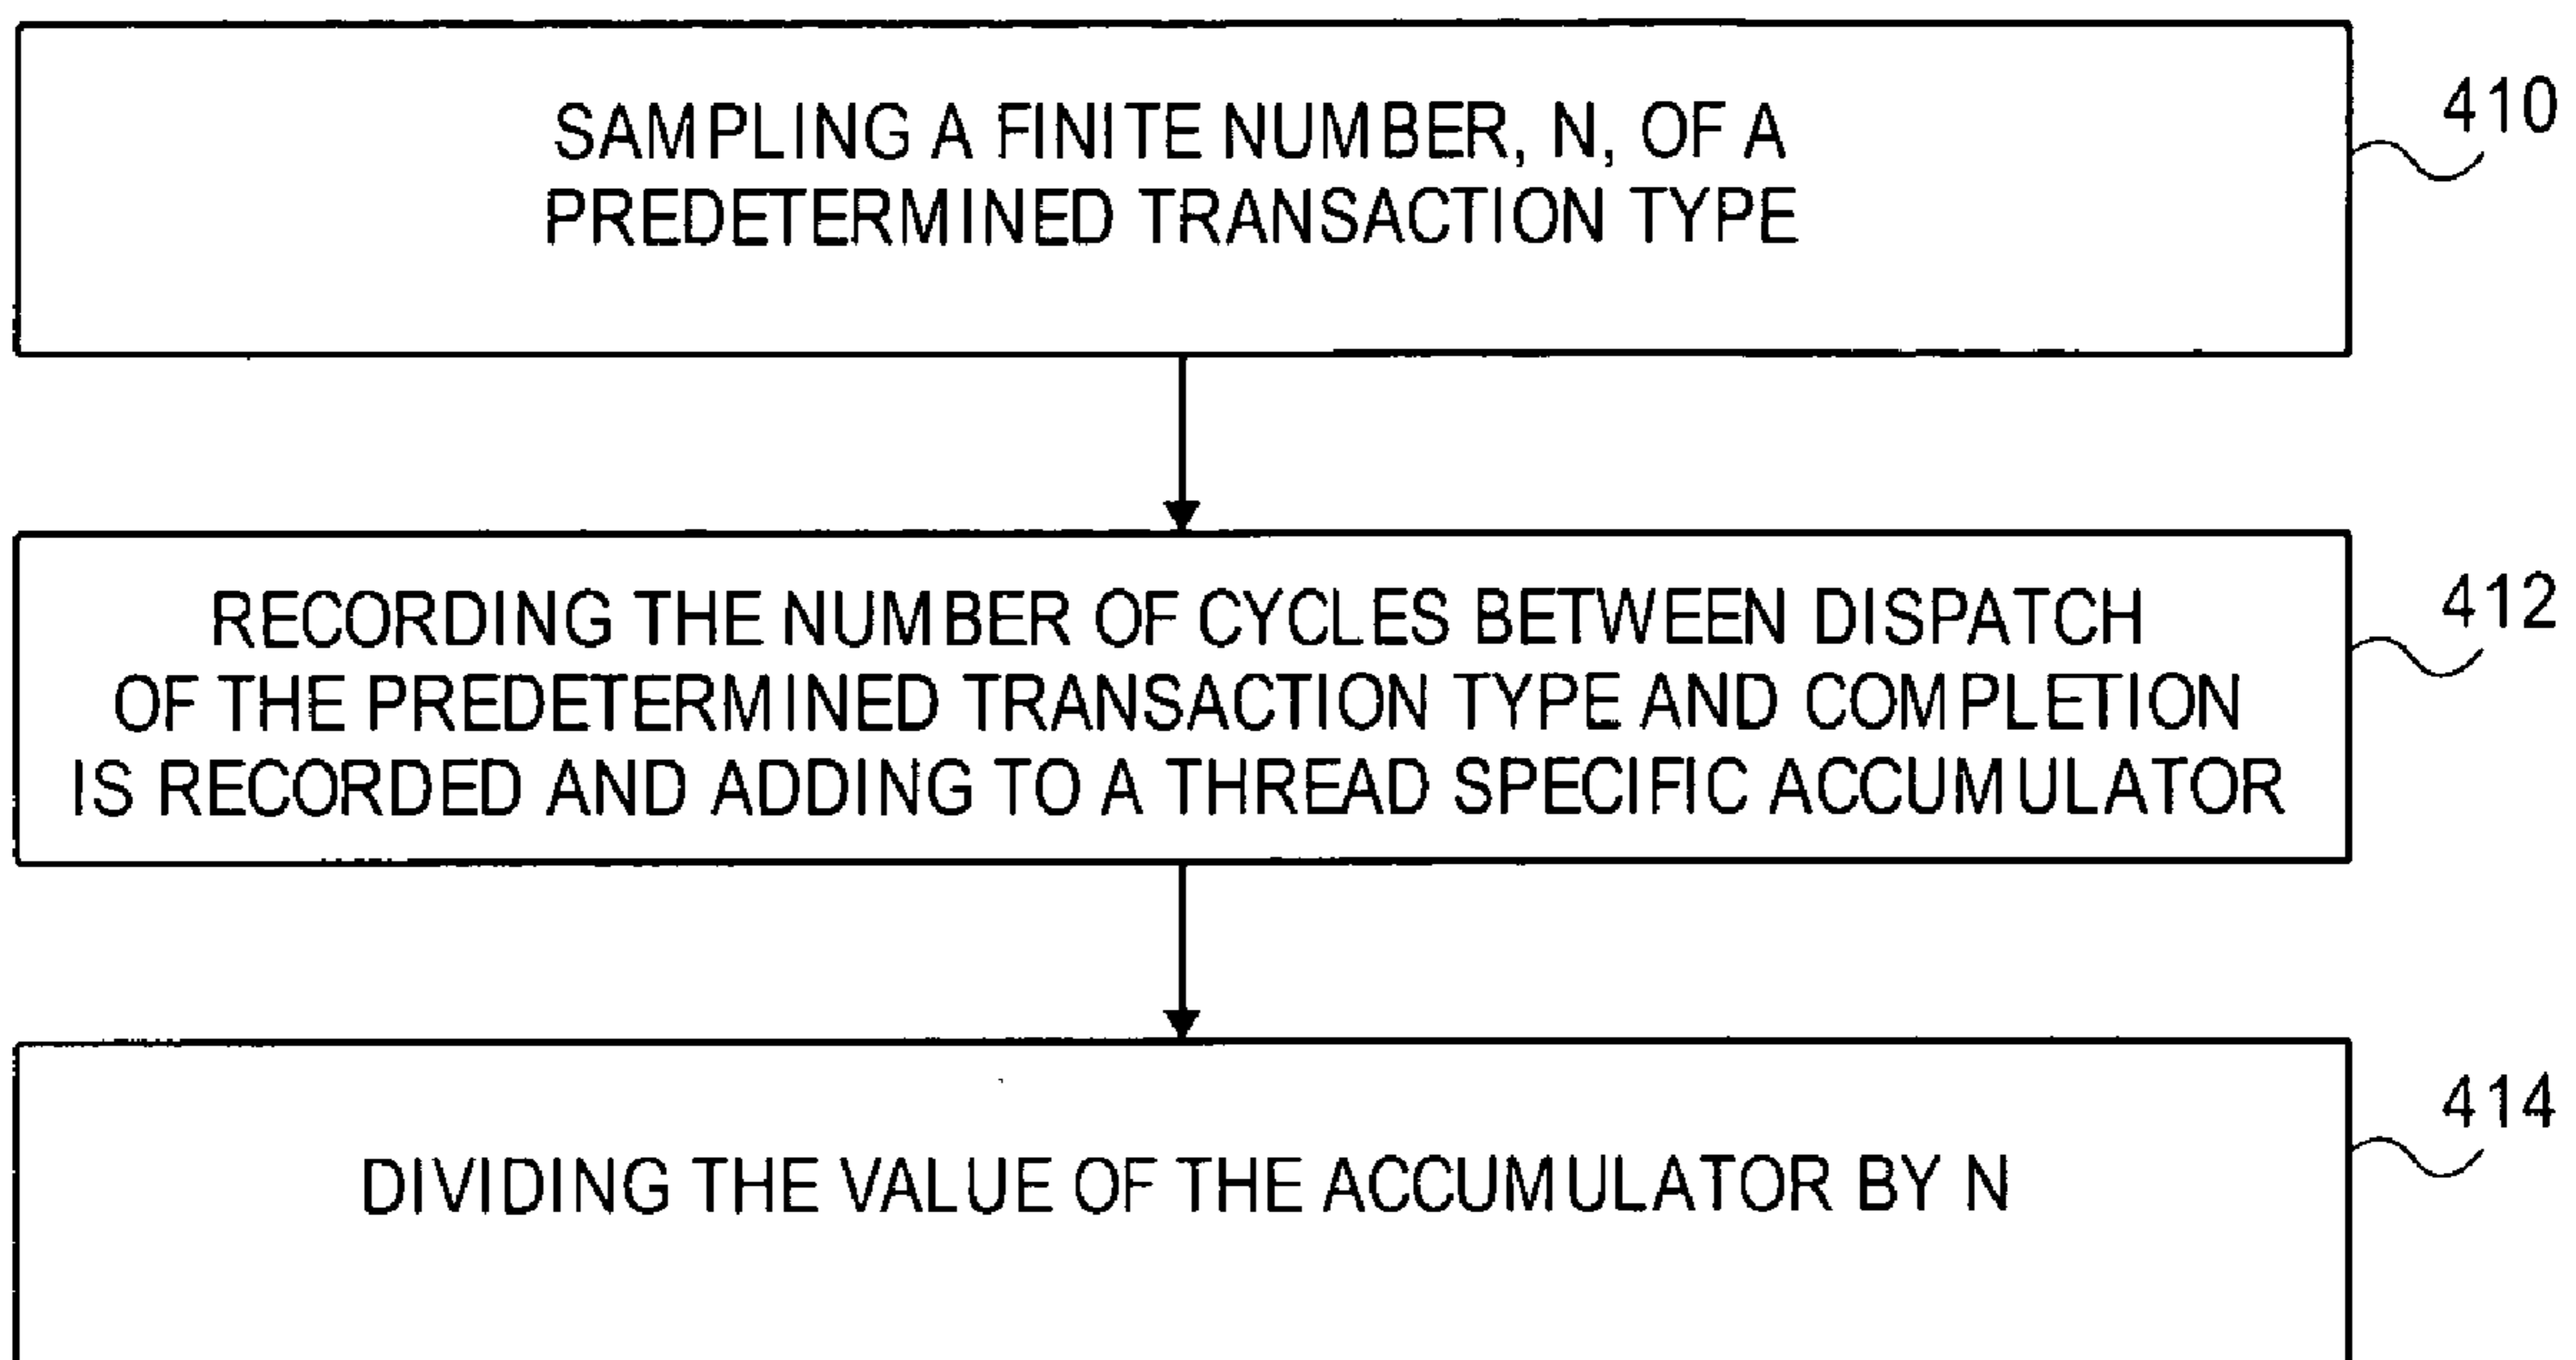 SAMPLING A FINITE NUMBER, N, OF A
PREDETERMINED TRANSACTION TYPE
410
RECORDING THE NUMBER OF CYCLES BETWEEN DISPATCH
OF THE PREDETERMINED TRANSACTION TYPE AND COMPLETION
IS RECORDED AND ADDING TO A THREAD SPECIFIC ACCUMULATOR
412
DIVIDING THE VALUE OF THE ACCUMULATOR BY N
414